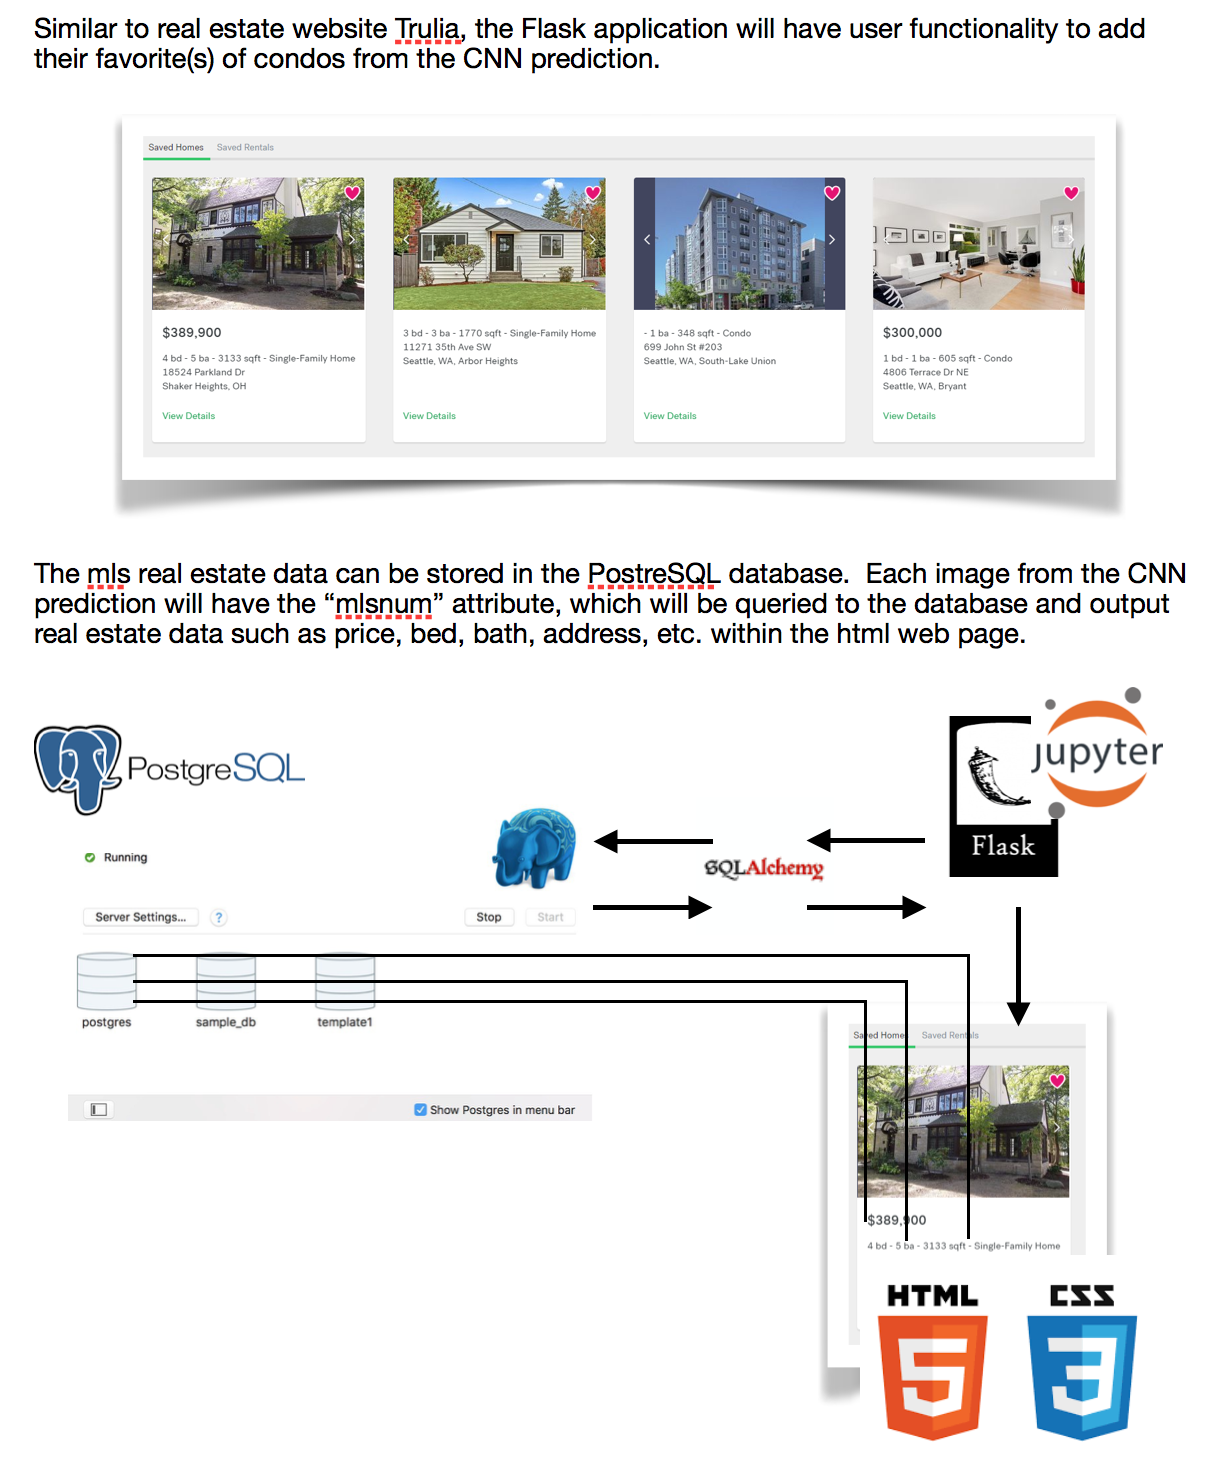 Similar to real estate website Trulia, the Flask application will have user functionality to add
their favorite(s) of condos from the CNN prediction.
Saved Homes Saved Rentals
$389,900
4 bd - 5 ba - 3133 sqft - Single-Family Home
18524 Parkland Dr
Shaker Heights, OH
View Details
3 bd - 3 ba - 1770 sqft - Single-Family Home
11271 35th Ave SW
Seattle, WA, Arbor Heights
View Details
- 1 ba - 348 sqft - Condo
699 John St #203
Seattle, WA, South-Lake Union
View Details
$300,000
1 bd - 1 ba - 605 sqft - Condo
4806 Terrace Dr NE
Seattle, WA, Bryant
View Details
The mls real estate data can be stored in the PostreSQL database.  Each image from the CNN
prediction will have the “mlsnum” attribute, which will be queried to the database and output
real estate data such as price, bed, bath, address, etc. within the html web page.
PostgreSQL
jupyter
Flask
SQLAlchemy
Running
Server Settings... ?
Stop Start
postgres sample_db template1
Show Postgres in menu bar
Saved Homes Saved Rentals
$389,900
4 bd - 5 ba - 3133 sqft - Single-Family Home
HTML CSS
5 3